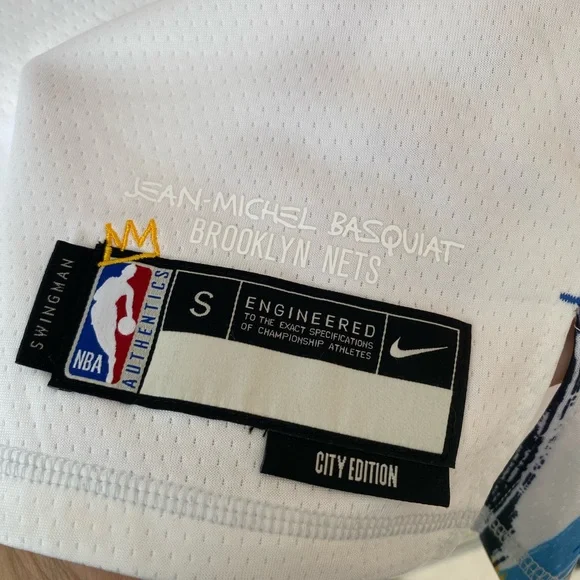 JEAN-MICHEL BASQUIAT
BROOKLYN NETS
SWINGMAN
NBA
AUTHENTICS
S
ENGINEERED
TO THE EXACT SPECIFICATIONS
OF CHAMPIONSHIP ATHLETES
CITY EDITION